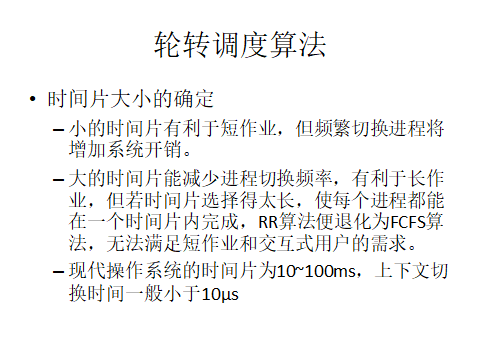 轮转调度算法
• 时间片大小的确定
– 小的时间片有利于短作业，但频繁切换进程将
增加系统开销。
– 大的时间片能减少进程切换频率，有利于长作
业，但若时间片选择得太长，使每个进程都能
在一个时间片内完成，RR算法便退化为FCFS算
法，无法满足短作业和交互式用户的需求。
– 现代操作系统的时间片为10~100ms，上下文切
换时间一般小于10μs